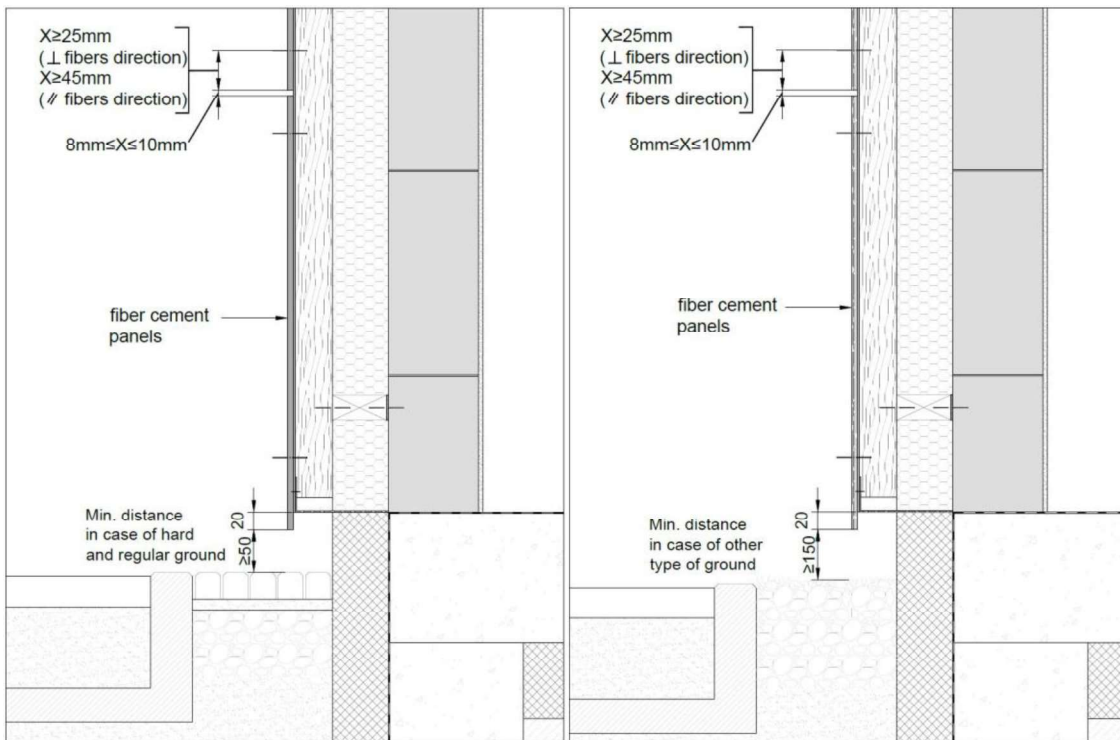 X≥25mm
(⊥ fibers direction)
X≥45mm
(⫽ fibers direction)
8mm≤X≤10mm
fiber cement
panels
Min. distance
in case of hard
and regular ground
20
≥50
X≥25mm
(⊥ fibers direction)
X≥45mm
(⫽ fibers direction)
8mm≤X≤10mm
fiber cement
panels
Min. distance
in case of other
type of ground
20
≥150